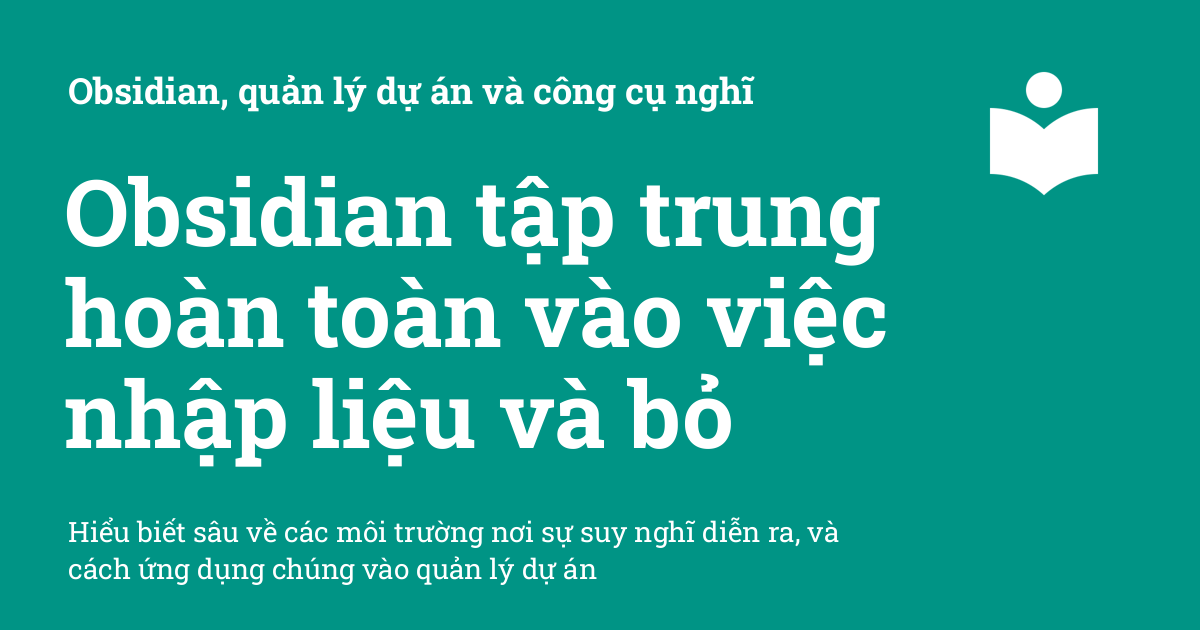 Obsidian, quản lý dự án và công cụ nghĩ
Obsidian tập trung
hoàn toàn vào việc
nhập liệu và bỏ
Hiểu biết sâu về các môi trường nơi sự suy nghĩ diễn ra, và
cách ứng dụng chúng vào quản lý dự án